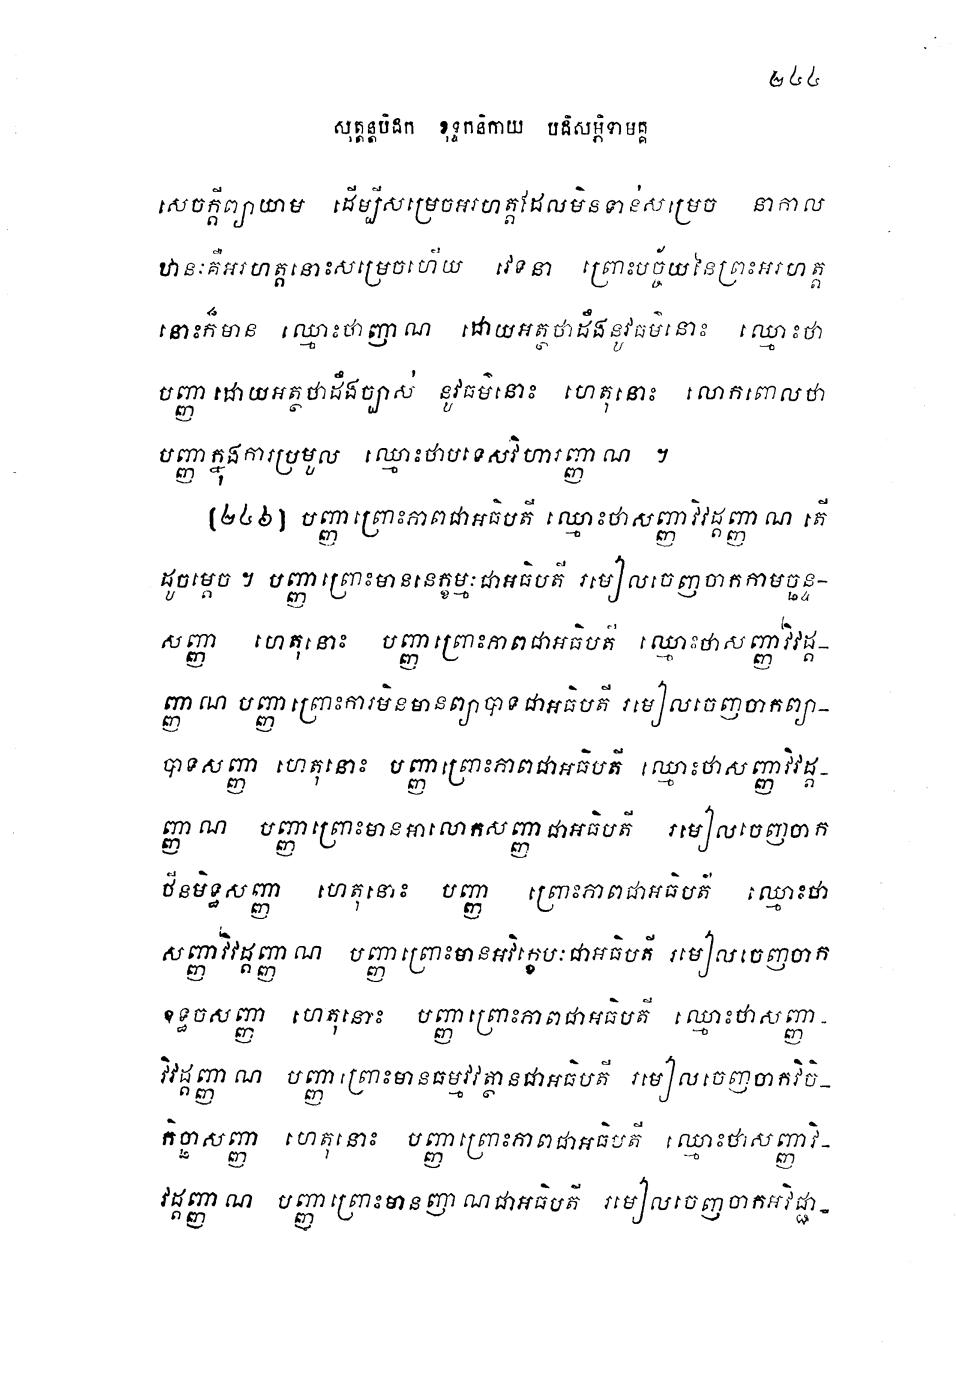 ២៤៤
សុត្តន្តបិដក ខុទ្ទកនិកាយ បដិសម្ភិទាមគ្គ
សេចក្តីព្យាយាម ដើម្បីសម្រេចអរហត្តដែលមិនទាន់សម្រេច នាកាល
ឋានៈគឺអរហត្តនោះសម្រេចហើយ វេទនា ព្រោះបច្ច័យនៃព្រះអរហត្ត
នោះក៏មាន ឈ្មោះថាញាណ ដោយអត្ថថាដឹងនូវធម៌នោះ ឈ្មោះថា
បញ្ញា ដោយអត្ថថាដឹងច្បាស់ នូវធម៌នោះ ហេតុនោះ លោកពោលថា
បញ្ញាក្នុងការប្រមូល ឈ្មោះថាបទេសវិហារញ្ញាណ ។
(២៤៦) បញ្ញាព្រោះភាពជាអធិបតី ឈ្មោះថាសញ្ញាវិវដ្តញ្ញាណ តើ
ដូចម្តេច ។ បញ្ញាព្រោះមាននេក្ខម្មៈជាអធិបតី រមៀលចេញចាកកាមច្ឆន្ទ-
សញ្ញា ហេតុនោះ បញ្ញាព្រោះភាពជាអធិបតី ឈ្មោះថាសញ្ញាវិវដ្ត-
ញ្ញាណ បញ្ញាព្រោះការមិនមានព្យាបាទជាអធិបតី រមៀលចេញចាកព្យា-
បាទសញ្ញា ហេតុនោះ បញ្ញាព្រោះភាពជាអធិបតី ឈ្មោះថាសញ្ញាវិវដ្ត-
ញ្ញាណ បញ្ញាព្រោះមានអាលោកសញ្ញាជាអធិបតី រមៀលចេញចាក
ថីនមិទ្ធសញ្ញា ហេតុនោះ បញ្ញា ព្រោះភាពជាអធិបតី ឈ្មោះថា
សញ្ញាវិវដ្តញ្ញាណ បញ្ញាព្រោះមានអវិក្ខេបៈជាអធិបតី រមៀលចេញចាក
ឧទ្ធច្ចសញ្ញា ហេតុនោះ បញ្ញាព្រោះភាពជាអធិបតី ឈ្មោះថាសញ្ញា-
វិវដ្តញ្ញាណ បញ្ញាព្រោះមានធម្មវវត្ថានជាអធិបតី រមៀលចេញចាកវិចិ-
កិច្ឆាសញ្ញា ហេតុនោះ បញ្ញាព្រោះភាពជាអធិបតី ឈ្មោះថាសញ្ញាវិ-
វដ្តញ្ញាណ បញ្ញាព្រោះមានញាណជាអធិបតី រមៀលចេញចាកអវិជ្ជា-